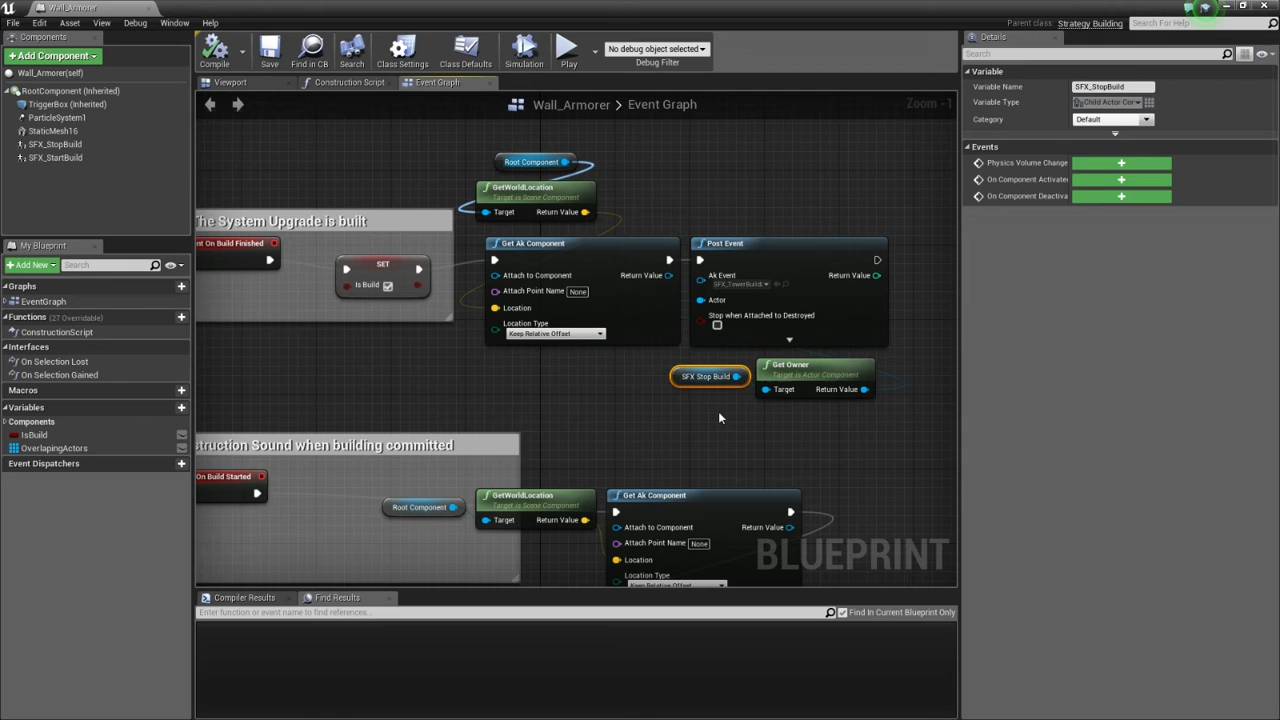 Wall_Armorer
File Edit Asset View Debug Window Help
Parent class: Strategy Building
Search For Help
Components
Add Component
Wall_Armorer(self)
RootComponent (Inherited)
TriggerBox (Inherited)
ParticleSystem1
StaticMesh16
SFX_StopBuild
SFX_StartBuild
My Blueprint
Add New Search
Graphs
EventGraph
Functions (27 Overridable)
ConstructionScript
Interfaces
On Selection Lost
On Selection Gained
Macros
Variables
Components
IsBuild
OverlapingActors
Event Dispatchers
Compile Save Find in CB Search Class Settings Class Defaults Simulation Play
No debug object selected
Debug Filter
Viewport Construction Script Event Graph
Wall_Armorer > Event Graph
Zoom -1
Root Component
GetWorldLocation
Target is Scene Component
Target Return Value
The System Upgrade is built
nt On Build Finished
SET
Is Build
Get Ak Component
Attach to Component Return Value
Attach Point Name None
Location
Location Type
Keep Relative Offset
Post Event
Ak Event Return Value
SFX_TowerBuild
Actor
Stop when Attached to Destroyed
SFX Stop Build
Get Owner
Target is Actor Component
Target Return Value
struction Sound when building committed
On Build Started
Root Component
GetWorldLocation
Target is Scene Component
Target Return Value
Get Ak Component
Attach to Component Return Value
Attach Point Name None
Location
Location Type
Keep Relative Offset
BLUEPRINT
Compiler Results Find Results
Enter function or event name to find references...
Find In Current Blueprint Only
Details
Search
Variable
Variable Name SFX_StopBuild
Variable Type Child Actor Cor
Category Default
Events
Physics Volume Change
On Component Activate
On Component Deactiva